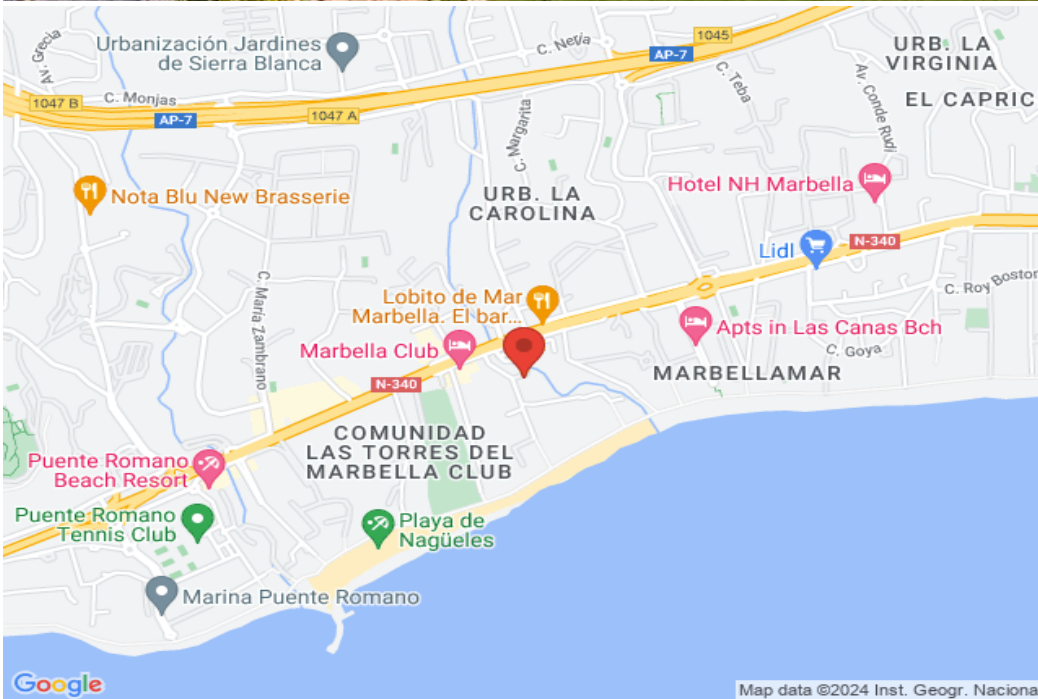 Av. Grecia
Urbanización Jardines
de Sierra Blanca
C. Nefía
1045
AP-7
URB. LA
VIRGINIA
C. Teba
Av. Conde Rudi
EL CAPRIC
1047 B
C. Monjas
AP-7
1047 A
C. Margarita
Nota Blu New Brasserie
URB. LA
CAROLINA
Hotel NH Marbella
Lidl
N-340
C. María Zambrano
C. Roy Boston
Lobito de Mar
Marbella. El bar...
Apts in Las Canas Bch
Marbella Club
C. Goya
MARBELLAMAR
N-340
COMUNIDAD
LAS TORRES DEL
MARBELLA CLUB
Puente Romano
Beach Resort
Puente Romano
Tennis Club
Playa de
Nagüeles
Marina Puente Romano
Google
Map data ©2024 Inst. Geogr. Naciona